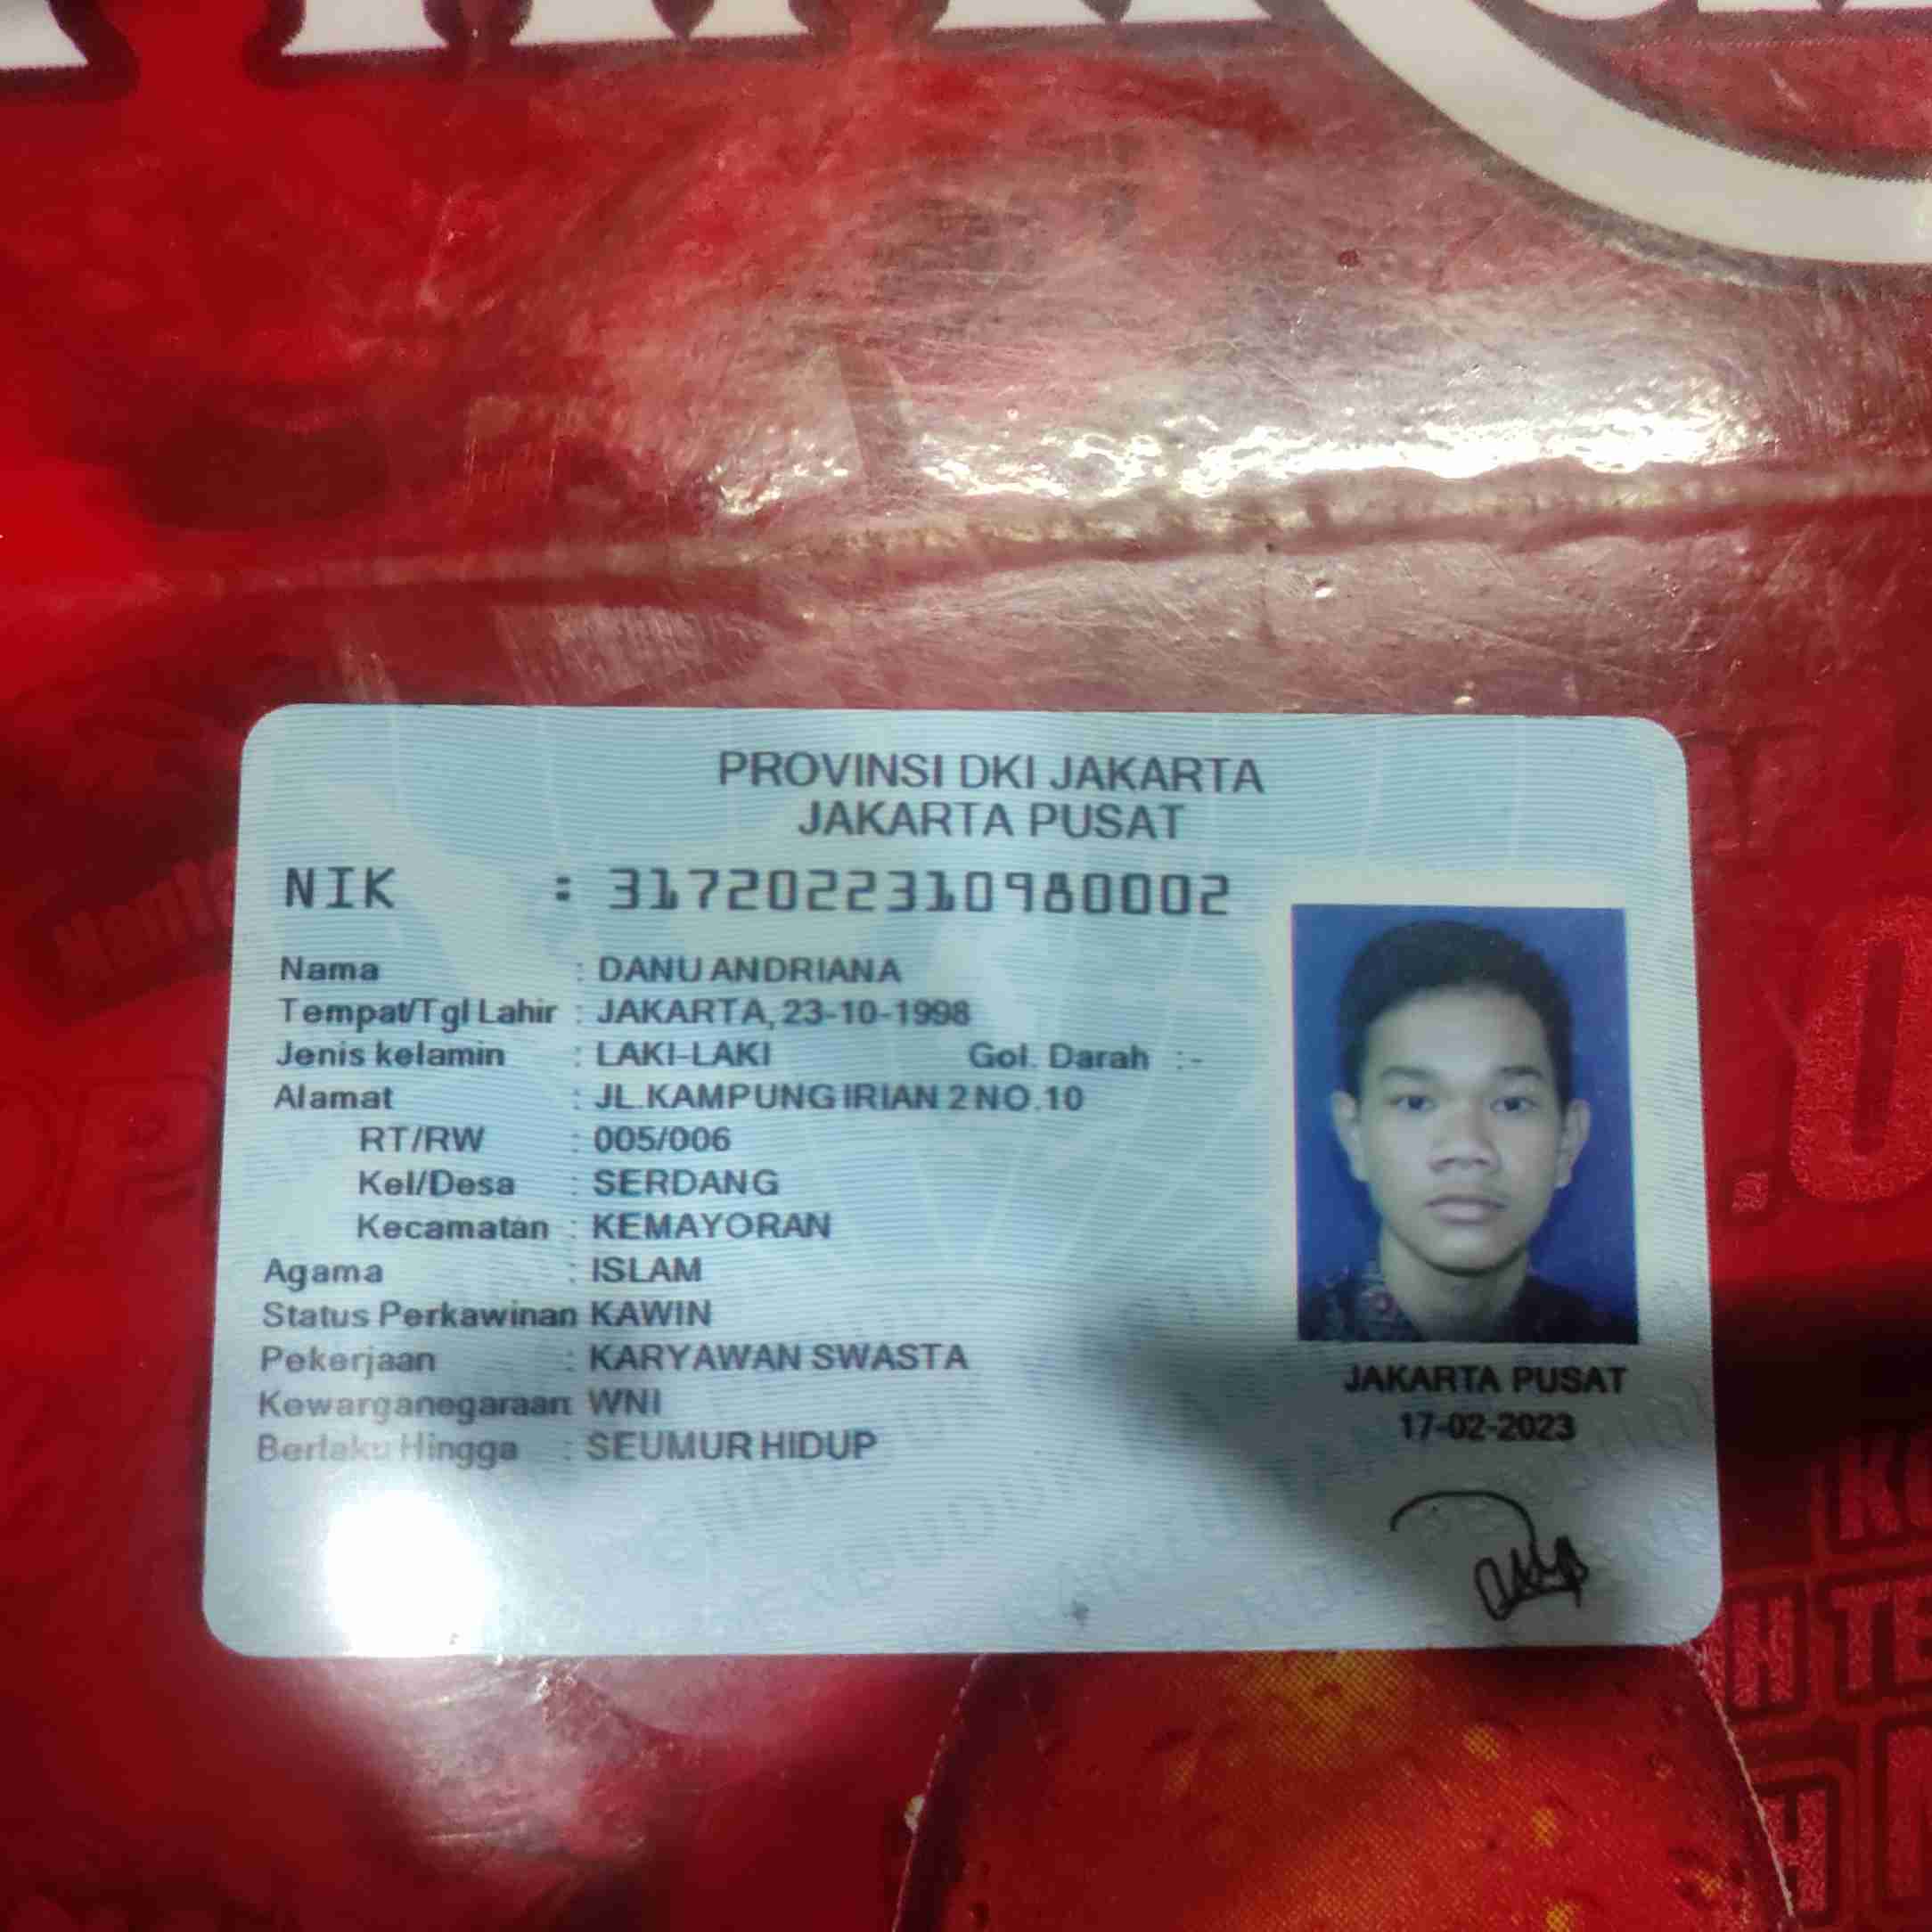 PROVINSI DKI JAKARTA
JAKARTA PUSAT
NIK : 3172022310980002
Nama : DANU ANDRIANA
Tempat/Tgl Lahir : JAKARTA, 23-10-1998
Jenis kelamin : LAKI-LAKI Gol. Darah : -
Alamat : JL.KAMPUNG IRIAN 2 NO.10
RT/RW : 005/006
Kel/Desa : SERDANG
Kecamatan : KEMAYORAN
Agama : ISLAM
Status Perkawinan KAWIN
Pekerjaan : KARYAWAN SWASTA
Kewarganegaraan: WNI
Berlaku Hingga : SEUMUR HIDUP
JAKARTA PUSAT
17-02-2023